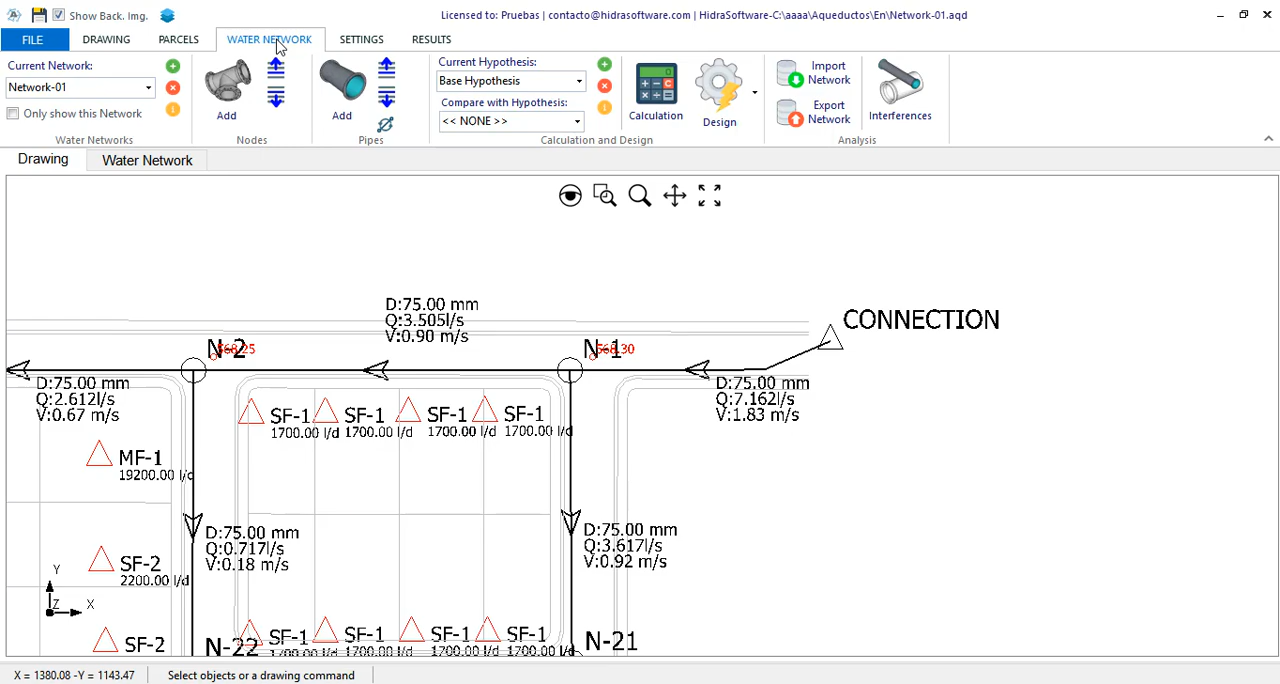 Show Back. Img.
Licensed to: Pruebas | contacto@hidrasoftware.com | HidraSoftware-C:\aaaa\Aqueductos\En\Network-01.aqd
FILE
DRAWING
PARCELS
WATER NETWORK
SETTINGS
RESULTS
Current Network:
Network-01
Only show this Network
Water Networks
Add
Nodes
Add
Pipes
Current Hypothesis:
Base Hypothesis
Compare with Hypothesis:
<< NONE >>
Calculation
Design
Calculation and Design
Import
Network
Export
Network
Interferences
Analysis
Drawing
Water Network
D:75.00 mm
Q:3.505l/s
V:0.90 m/s
CONNECTION
N-2
568.25
N-1
568.30
D:75.00 mm
Q:2.612l/s
V:0.67 m/s
D:75.00 mm
Q:7.162l/s
V:1.83 m/s
SF-1
1700.00 l/d
SF-1
1700.00 l/d
SF-1
1700.00 l/d
SF-1
1700.00 l/d
MF-1
19200.00 l/d
D:75.00 mm
Q:0.717l/s
V:0.18 m/s
D:75.00 mm
Q:3.617l/s
V:0.92 m/s
SF-2
2200.00 l/d
Y
Z
X
SF-2
N-22
SF-1
1700.00 l/d
SF-1
1700.00 l/d
SF-1
1700.00 l/d
SF-1
1700.00 l/d
N-21
X = 1380.08 -Y = 1143.47
Select objects or a drawing command